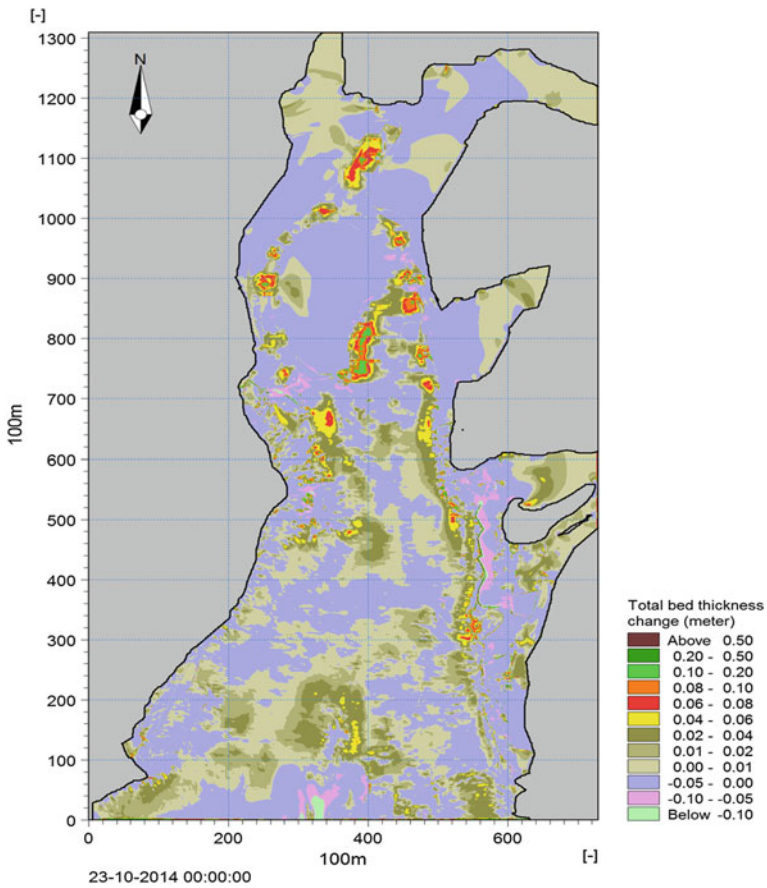 [-]
1300
1200
1100
1000
900
800
700
600
500
400
300
200
100
0
100m
N
0 200 400 600
100m [-]
23-10-2014 00:00:00
Total bed thickness
change (meter)
Above 0.50
0.20 - 0.50
0.10 - 0.20
0.08 - 0.10
0.06 - 0.08
0.04 - 0.06
0.02 - 0.04
0.01 - 0.02
0.00 - 0.01
-0.05 - 0.00
-0.10 - -0.05
Below -0.10